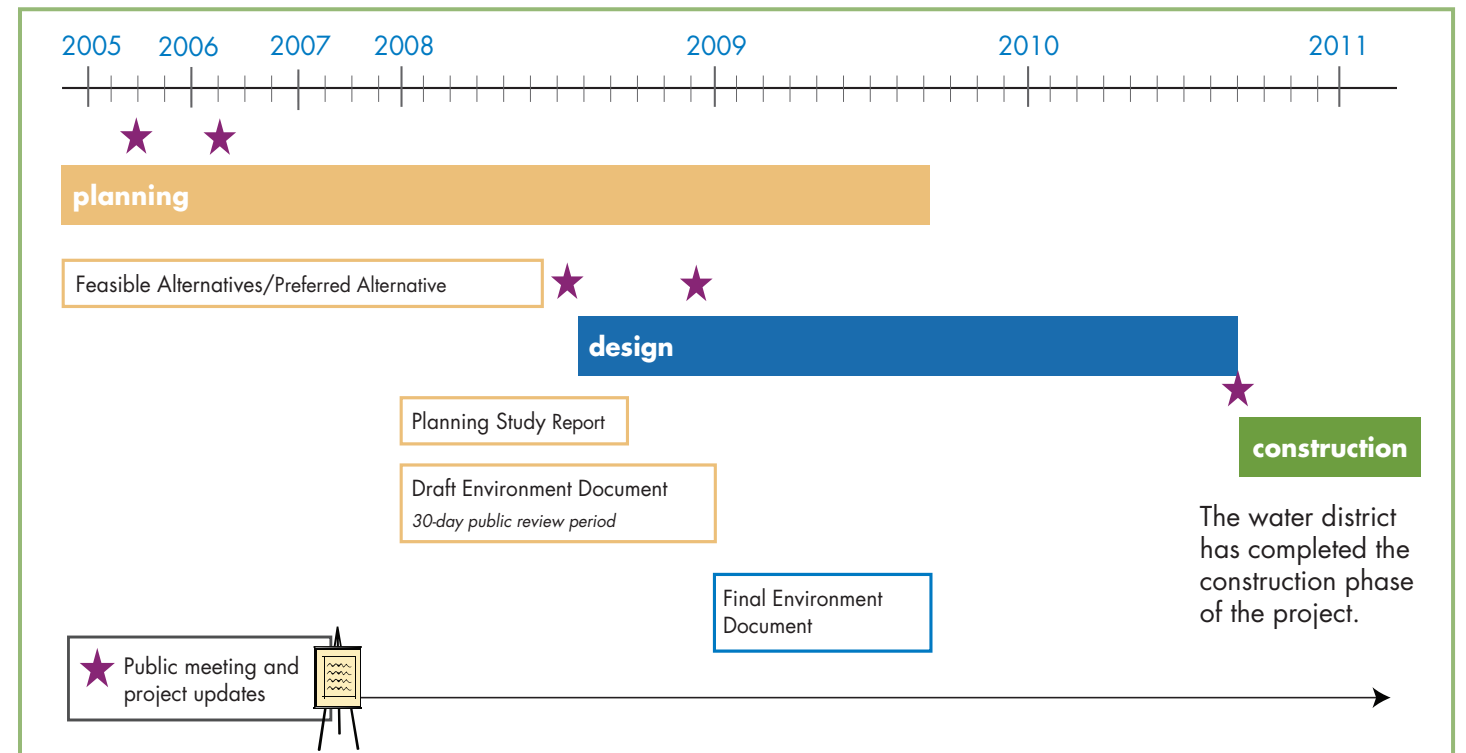 2005 2006 2007 2008 2009 2010 2011
planning
Feasible Alternatives/Preferred Alternative
design
Planning Study Report
construction
Draft Environment Document
30-day public review period
The water district
has completed the
construction phase
of the project.
Final Environment
Document
Public meeting and
project updates